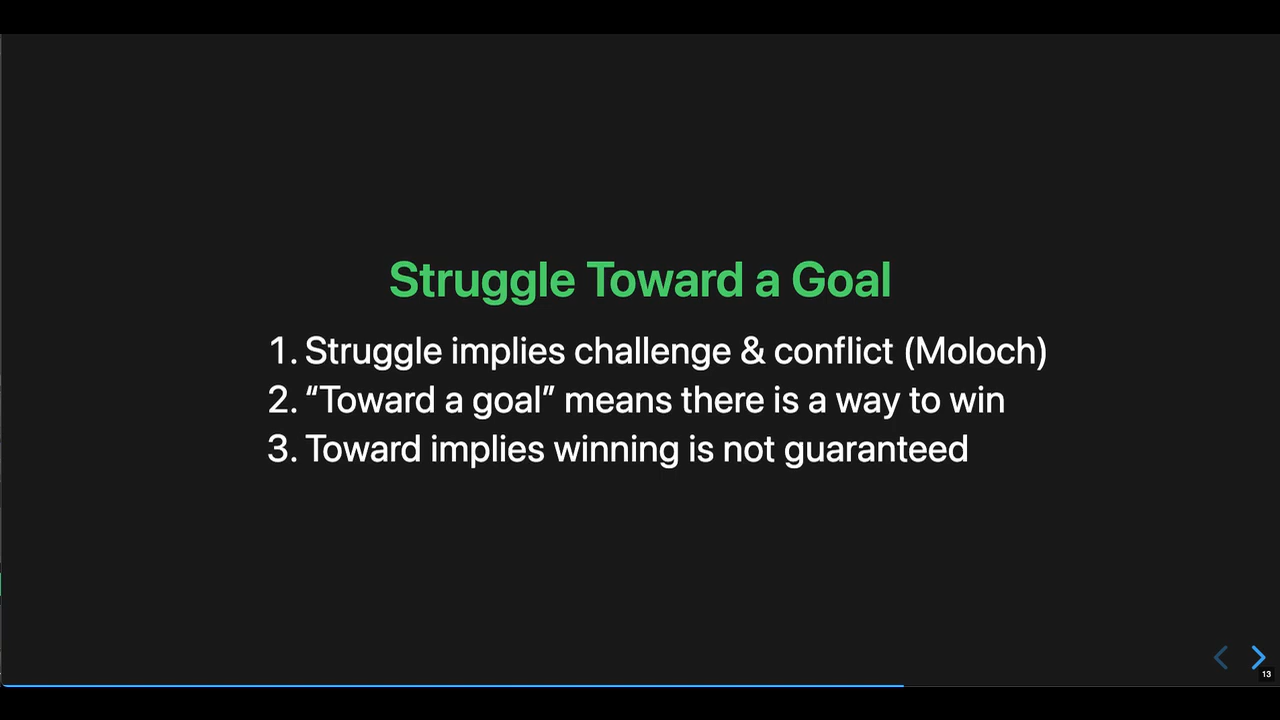 Struggle Toward a Goal
1. Struggle implies challenge & conflict (Moloch)
2. “Toward a goal” means there is a way to win
3. Toward implies winning is not guaranteed
13